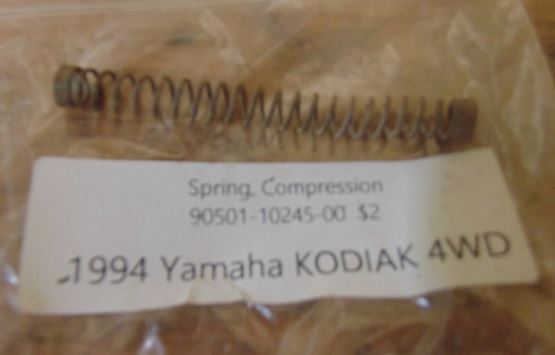 Spring, Compression
90501-10245-00 $2
1994 Yamaha KODIAK 4WD